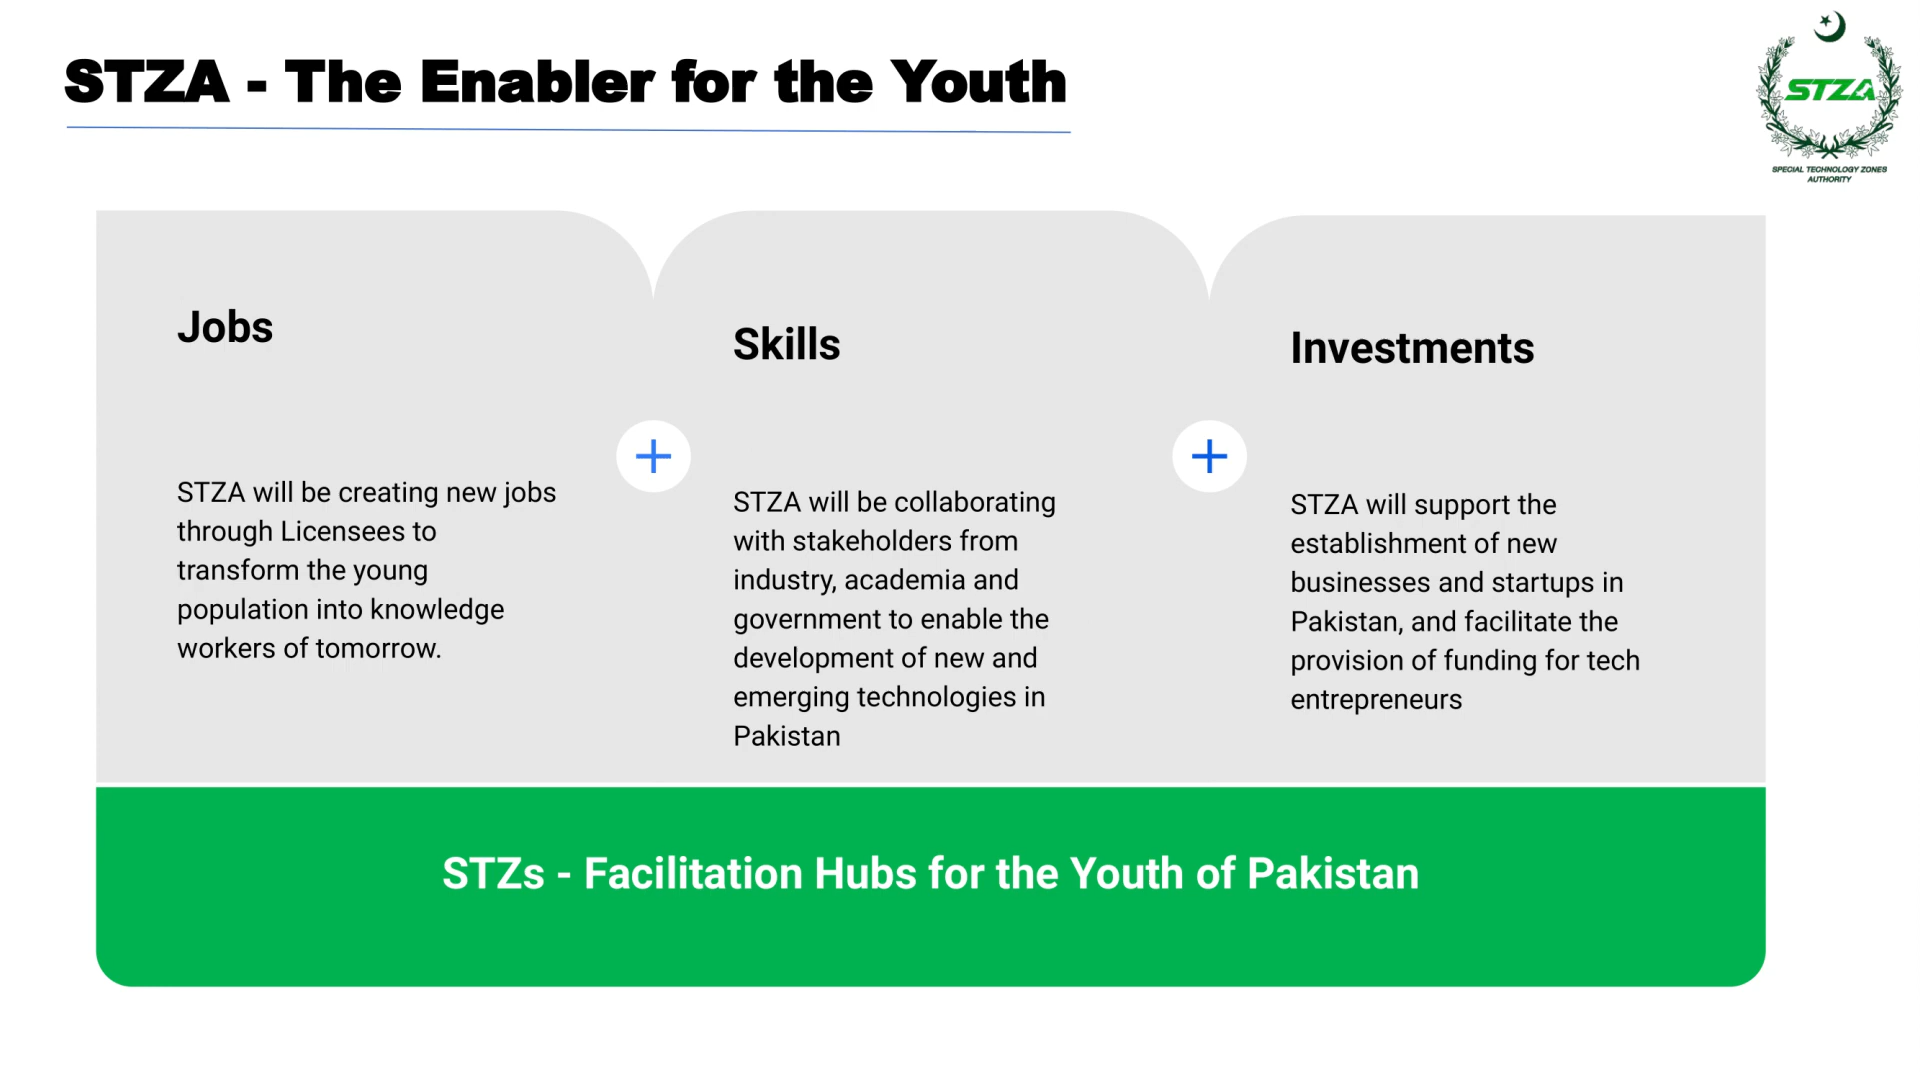 STZA - The Enabler for the Youth
STZA
SPECIAL TECHNOLOGY ZONES
AUTHORITY
Jobs
STZA will be creating new jobs
through Licensees to
transform the young
population into knowledge
workers of tomorrow.
Skills
STZA will be collaborating
with stakeholders from
industry, academia and
government to enable the
development of new and
emerging technologies in
Pakistan
Investments
STZA will support the
establishment of new
businesses and startups in
Pakistan, and facilitate the
provision of funding for tech
entrepreneurs
STZs - Facilitation Hubs for the Youth of Pakistan